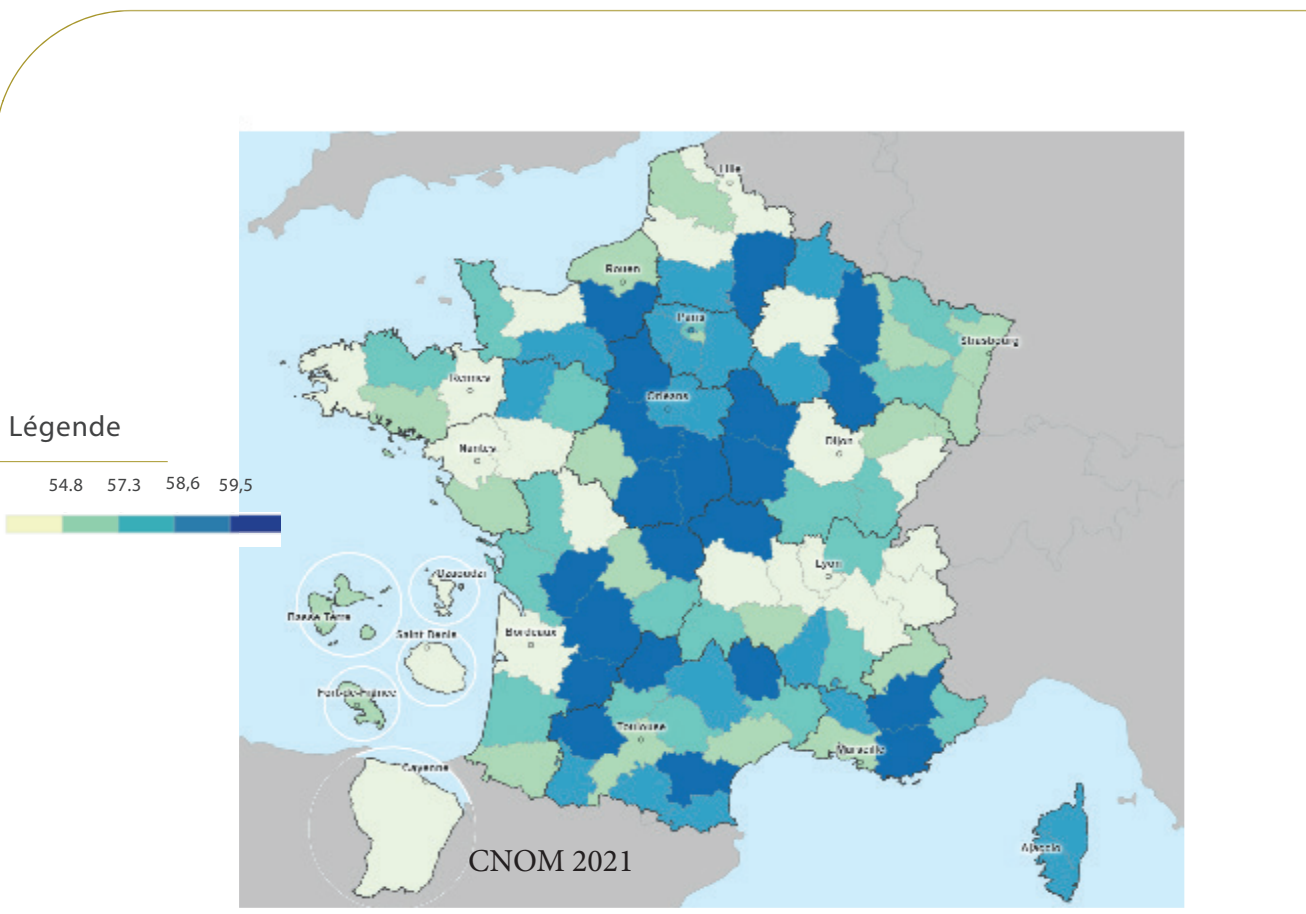 Lille
Rouen
Paris
Strasbourg
Rennes
Orléans
Légende
Nantes
Dijon
54.8 57.3 58,6 59,5
Lyon
Dzaoudzi
Basse Terre
Saint Denis
Bordeaux
Fort-de-France
Toulouse
Marseille
Cayenne
Ajaccio
CNOM 2021